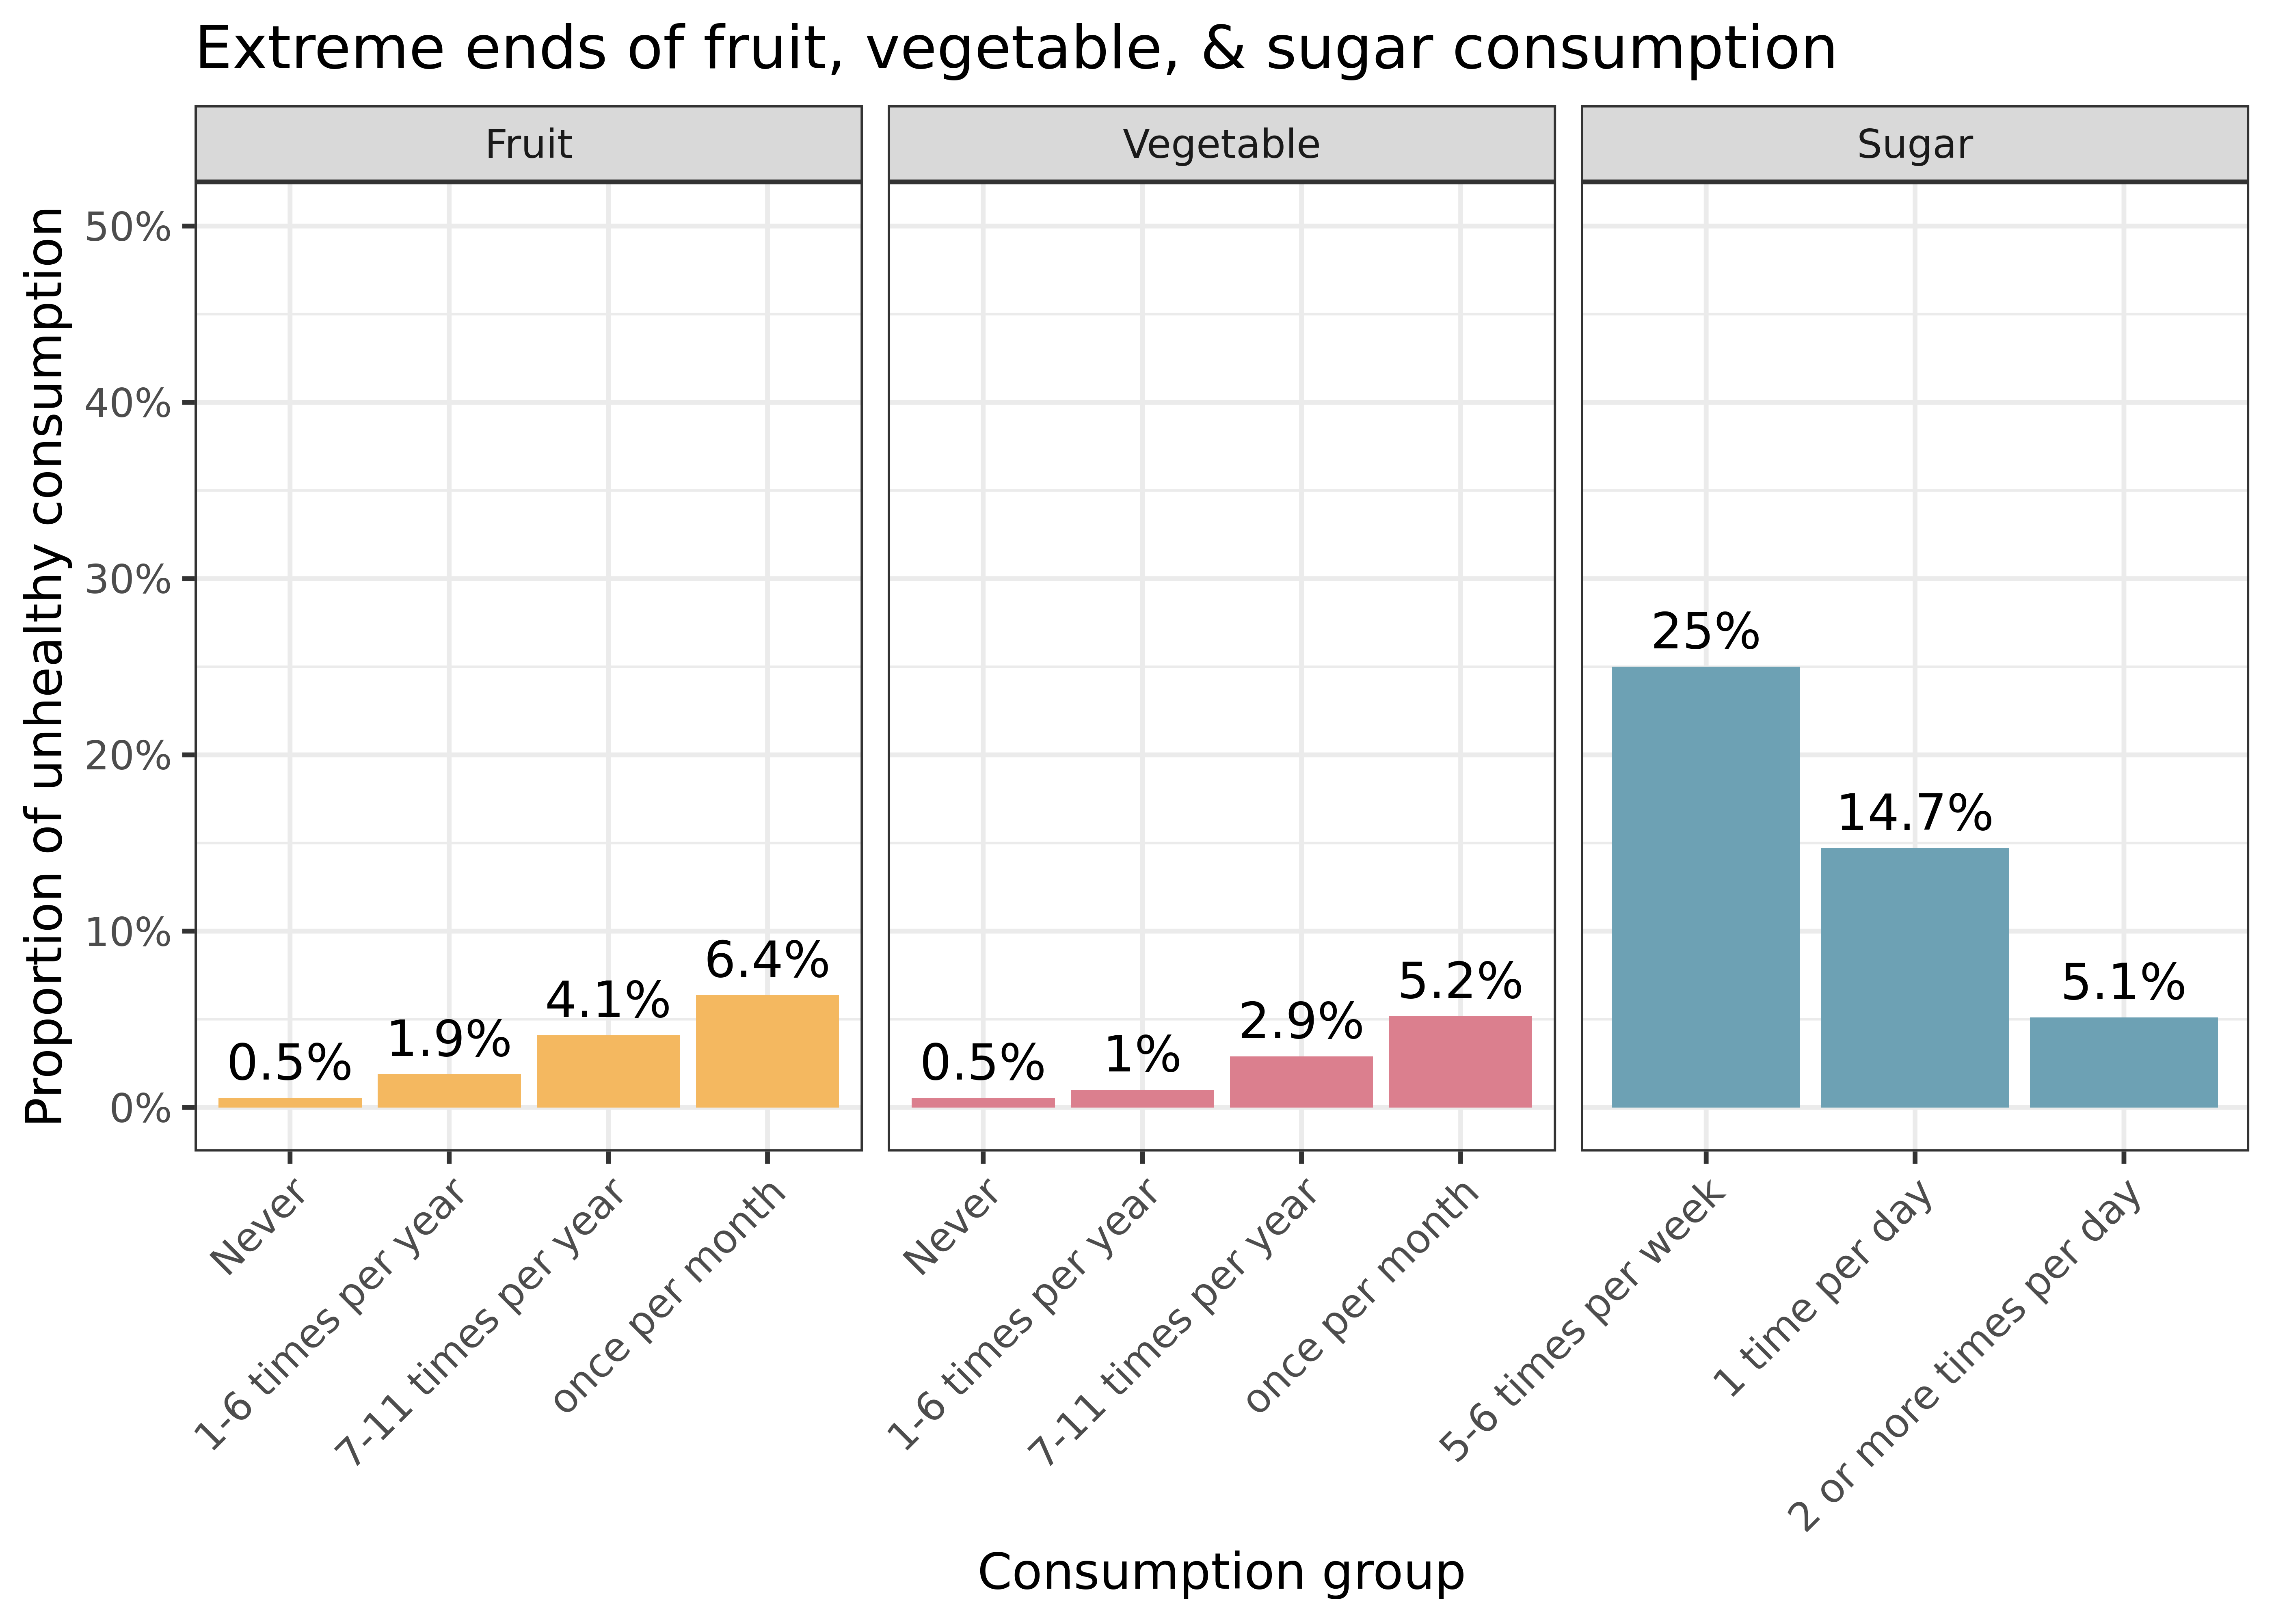 Extreme ends of fruit, vegetable, & sugar consumption
Fruit
Vegetable
Sugar
Proportion of unhealthy consumption
50%
40%
30%
20%
10%
0%
0.5%
1.9%
4.1%
6.4%
0.5%
1%
2.9%
5.2%
25%
14.7%
5.1%
Never
1-6 times per year
7-11 times per year
once per month
Never
1-6 times per year
7-11 times per year
once per month
5-6 times per week
1 time per day
2 or more times per day
Consumption group